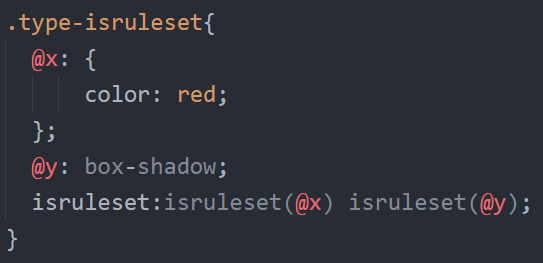 .type-isruleset{
@x: {
color: red;
};
@y: box-shadow;
isruleset:isruleset(@x) isruleset(@y);
}